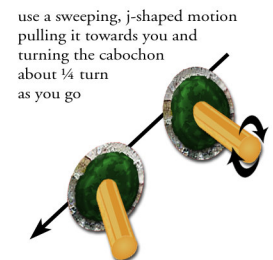 use a sweeping, j-shaped motion
pulling it towards you and
turning the cabochon
about ¼ turn
as you go